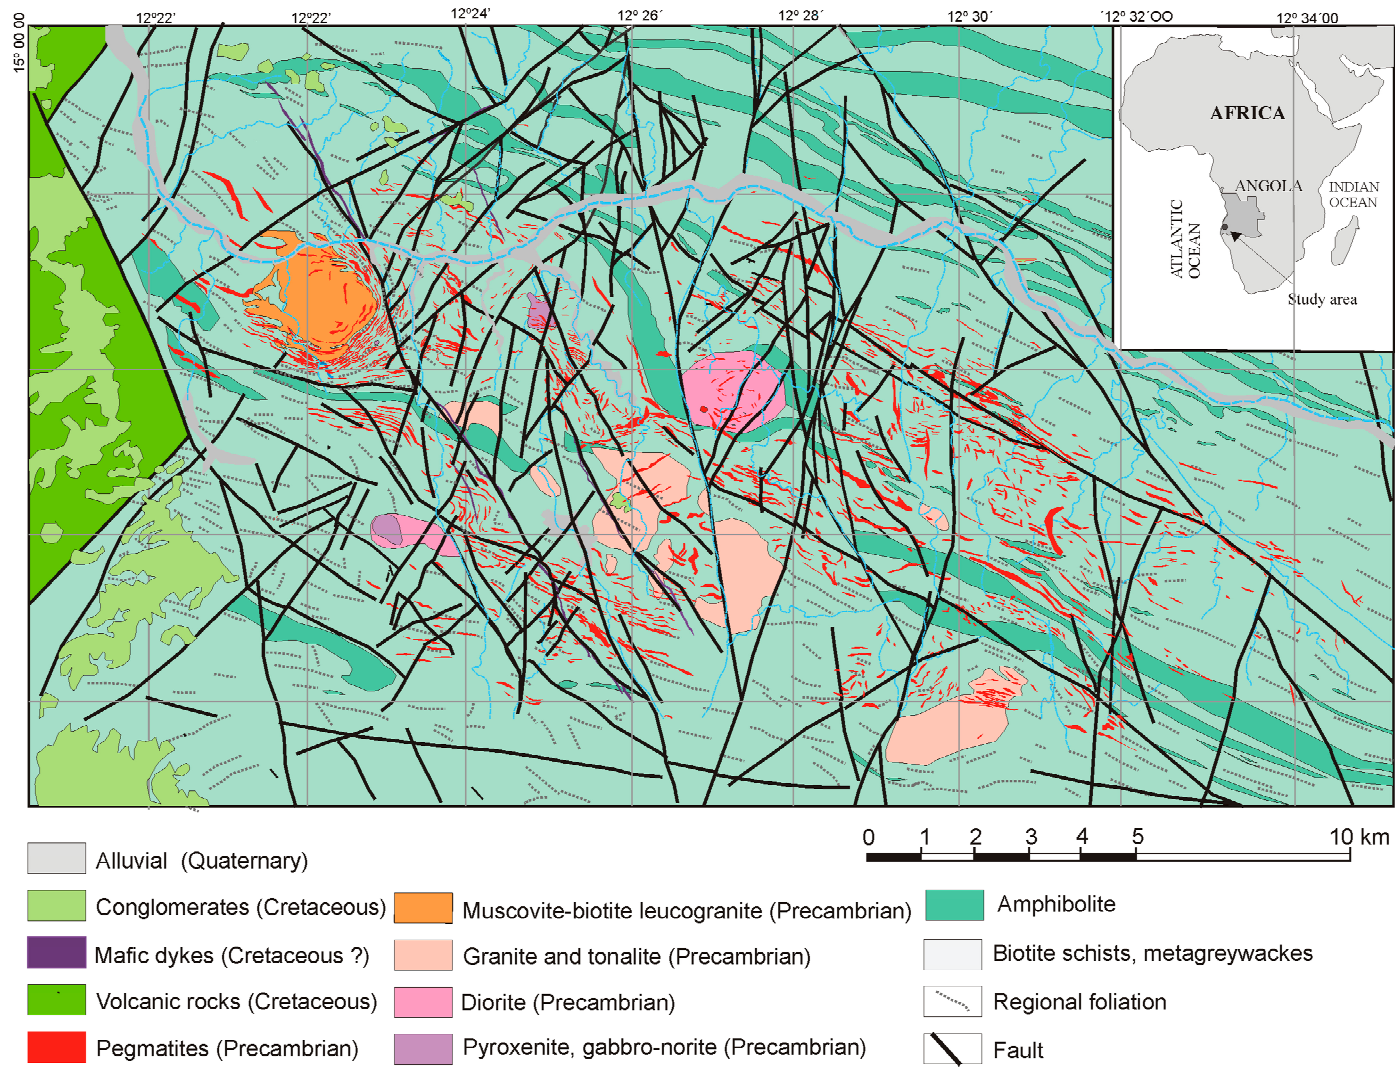 12º22′ 12º22′ 12º24′ 12º 26′ 12º 28′ 12º 30′ ′12º 32′OO 12º 34′00
15º 00 00
AFRICA
ANGOLA
INDIAN
OCEAN
ATLANTIC
OCEAN
Study area
0 1 2 3 4 5 10 km
Alluvial (Quaternary)
Conglomerates (Cretaceous)
Mafic dykes (Cretaceous ?)
Volcanic rocks (Cretaceous)
Pegmatites (Precambrian)
Muscovite-biotite leucogranite (Precambrian)
Granite and tonalite (Precambrian)
Diorite (Precambrian)
Pyroxenite, gabbro-norite (Precambrian)
Amphibolite
Biotite schists, metagreywackes
Regional foliation
Fault